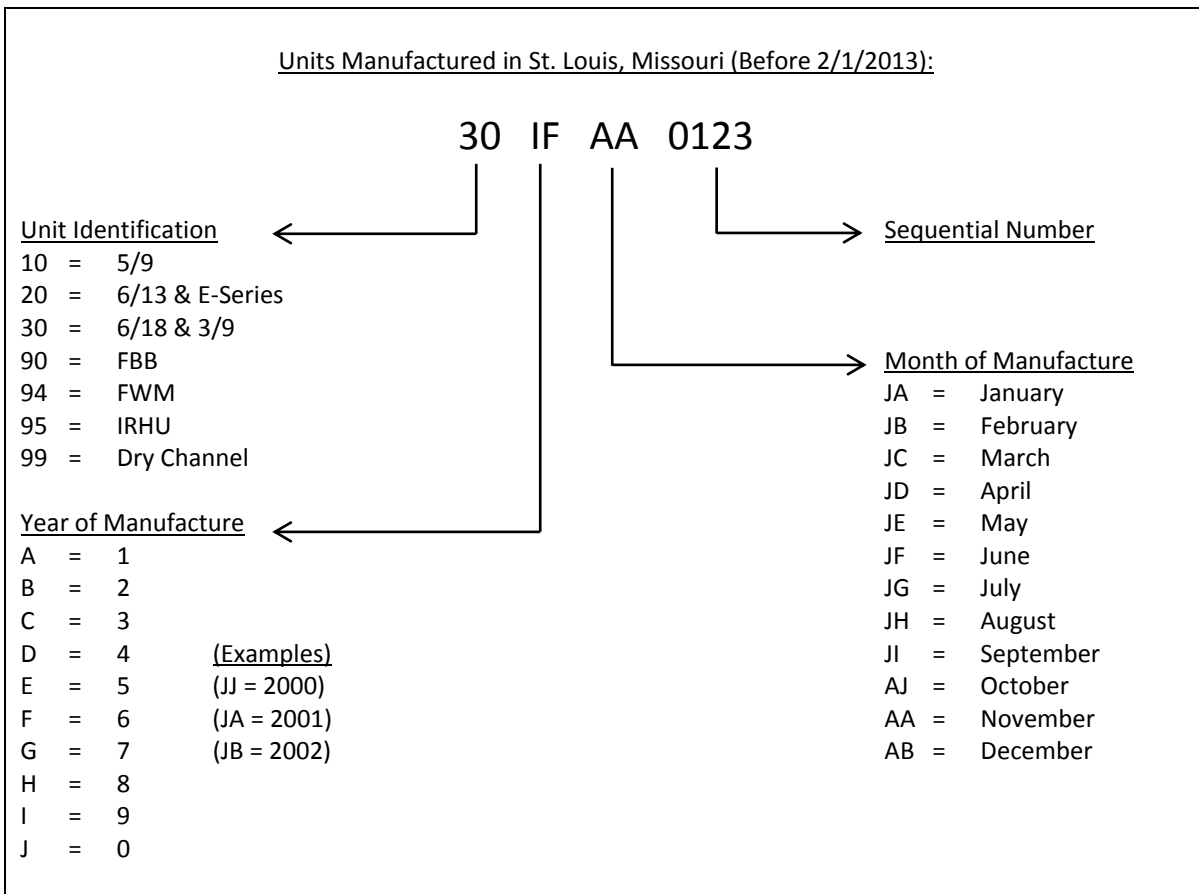 Units Manufactured in St. Louis, Missouri (Before 2/1/2013):
30 IF AA 0123
Unit Identification
10 = 5/9
20 = 6/13 & E-Series
30 = 6/18 & 3/9
90 = FBB
94 = FWM
95 = IRHU
99 = Dry Channel
Year of Manufacture
A = 1
B = 2
C = 3
D = 4 (Examples)
E = 5 (JJ = 2000)
F = 6 (JA = 2001)
G = 7 (JB = 2002)
H = 8
I = 9
J = 0
Sequential Number
Month of Manufacture
JA = January
JB = February
JC = March
JD = April
JE = May
JF = June
JG = July
JH = August
JI = September
AJ = October
AA = November
AB = December